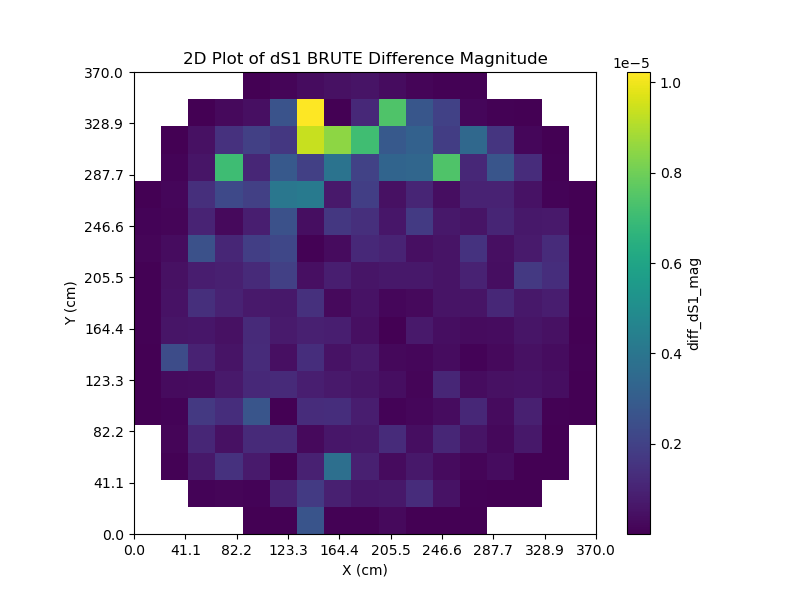 2D Plot of dS1 BRUTE Difference Magnitude
1e−5
370.0
328.9
287.7
246.6
205.5
164.4
123.3
82.2
41.1
0.0
Y (cm)
0.0 41.1 82.2 123.3 164.4 205.5 246.6 287.7 328.9 370.0
X (cm)
1.0
0.8
0.6
0.4
0.2
diff_dS1_mag